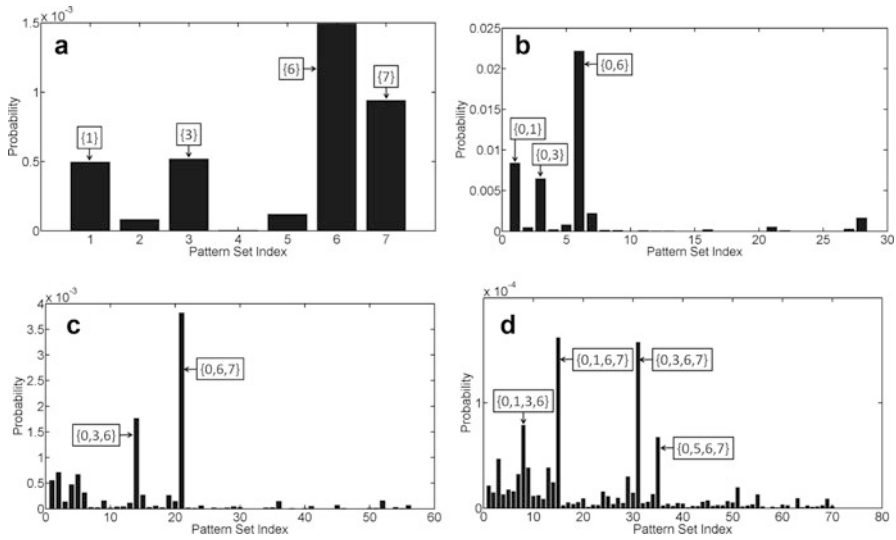 x 10⁻³
1.5
1
0.5
0
Probability
a
{1}
{3}
{6}
{7}
1 2 3 4 5 6 7
Pattern Set Index
0.025
0.02
0.015
0.01
0.005
0
Probability
b
{0,1}
{0,3}
{0,6}
0 5 10 15 20 25 30
Pattern Set Index
x 10⁻³
4
3.5
3
2.5
2
1.5
1
0.5
0
Probability
c
{0,3,6}
{0,6,7}
0 10 20 30 40 50 60
Pattern Set Index
x 10⁻⁴
1
0
Probability
d
{0,1,3,6}
{0,1,6,7}
{0,3,6,7}
{0,5,6,7}
0 10 20 30 40 50 60 70 80
Pattern Set Index